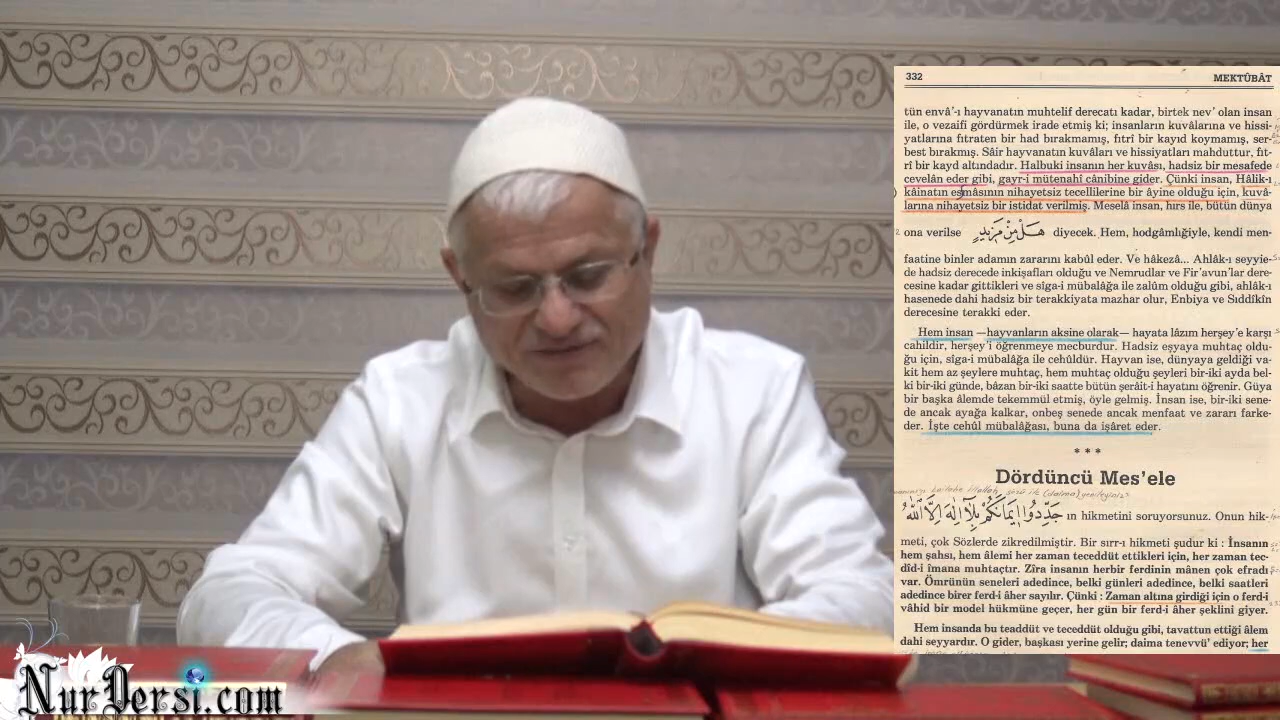 332 MEKTÛBÂT
tün envâ'-ı hayvanatın muhtelif derecatı kadar, birtek nev' olan insan
ile, o vezaifi gördürmek irade etmiş ki; insanların kuvâlarına ve hissi-
yatlarına fıtraten bir had bırakmamış, fıtrî bir kayıd koymamış, ser-
best bırakmış. Sâir hayvanatın kuvâları ve hissiyatları mahduttur, fıt-
rî bir kayd altındadır. Halbuki insanın her kuvâsı, hadsiz bir mesafede
cevelân eder gibi, gayr-i mütenahî cânibine gider. Çünki insan, Hâlik-ı
kâinatın esmâsının nihayetsiz tecellilerine bir âyine olduğu için, kuvâ-
larına nihayetsiz bir istidat verilmiş. Meselâ insan, hırs ile, bütün dünya
ona verilse هَلْ مِنْ مَزِيدٍ diyecek. Hem, hodgâmlığiyle, kendi men-
faatine binler adamın zararını kabûl eder. Ve hâkezâ... Ahlâk-ı seyyie-
de hadsiz derecede inkişafları olduğu ve Nemrudlar ve Fir'avun'lar dere-
cesine kadar gittikleri ve sîga-i mübalâğa ile zalûm olduğu gibi, ahlâk-ı
hasenede dahi hadsiz bir terakkiyata mazhar olur, Enbiya ve Sıddîkîn
derecesine terakki eder.
Hem insan —hayvanların aksine olarak— hayata lâzım herşey'e karşı
cahildir, herşey'i öğrenmeye mecburdur. Hadsiz eşyaya muhtaç oldu-
ğu için, sîga-i mübalâğa ile cehûldür. Hayvan ise, dünyaya geldiği va-
kit hem az şeylere muhtaç, hem muhtaç olduğu şeyleri bir-iki ayda bel-
ki bir-iki günde, bâzan bir-iki saatte bütün şerâit-i hayatını öğrenir. Güya
bir başka âlemde tekemmül etmiş, öyle gelmiş. İnsan ise, bir-iki sene-
de ancak ayağa kalkar, onbeş senede ancak menfaat ve zararı farke-
der. İşte cehûl mübalâğası, buna da işâret eder.
* * *
Dördüncü Mes'ele
جَدِّدُوا اِيمَانَكُمْ بِلَآ اِلٰهَ اِلَّا اللّٰهُ ın hikmetini soruyorsunuz. Onun hik-
meti, çok Sözlerde zikredilmiştir. Bir sırr-ı hikmeti şudur ki : İnsanın
hem şahsı, hem âlemi her zaman teceddüt ettikleri için, her zaman tec-
dîd-i îmana muhtaçtır. Zîra insanın herbir ferdinin mânen çok efradı
var. Ömrünün seneleri adedince, belki günleri adedince, belki saatleri
adedince birer ferd-i âher sayılır. Çünki : Zaman altına girdiği için o ferd-i
vâhid bir model hükmüne geçer, her gün bir ferd-i âher şeklini giyer.
Hem insanda bu teaddüt ve teceddüt olduğu gibi, tavattun ettiği âlem
dahi seyyardır. O gider, başkası yerine gelir; daima tenevvü' ediyor; her
NurDersi.com